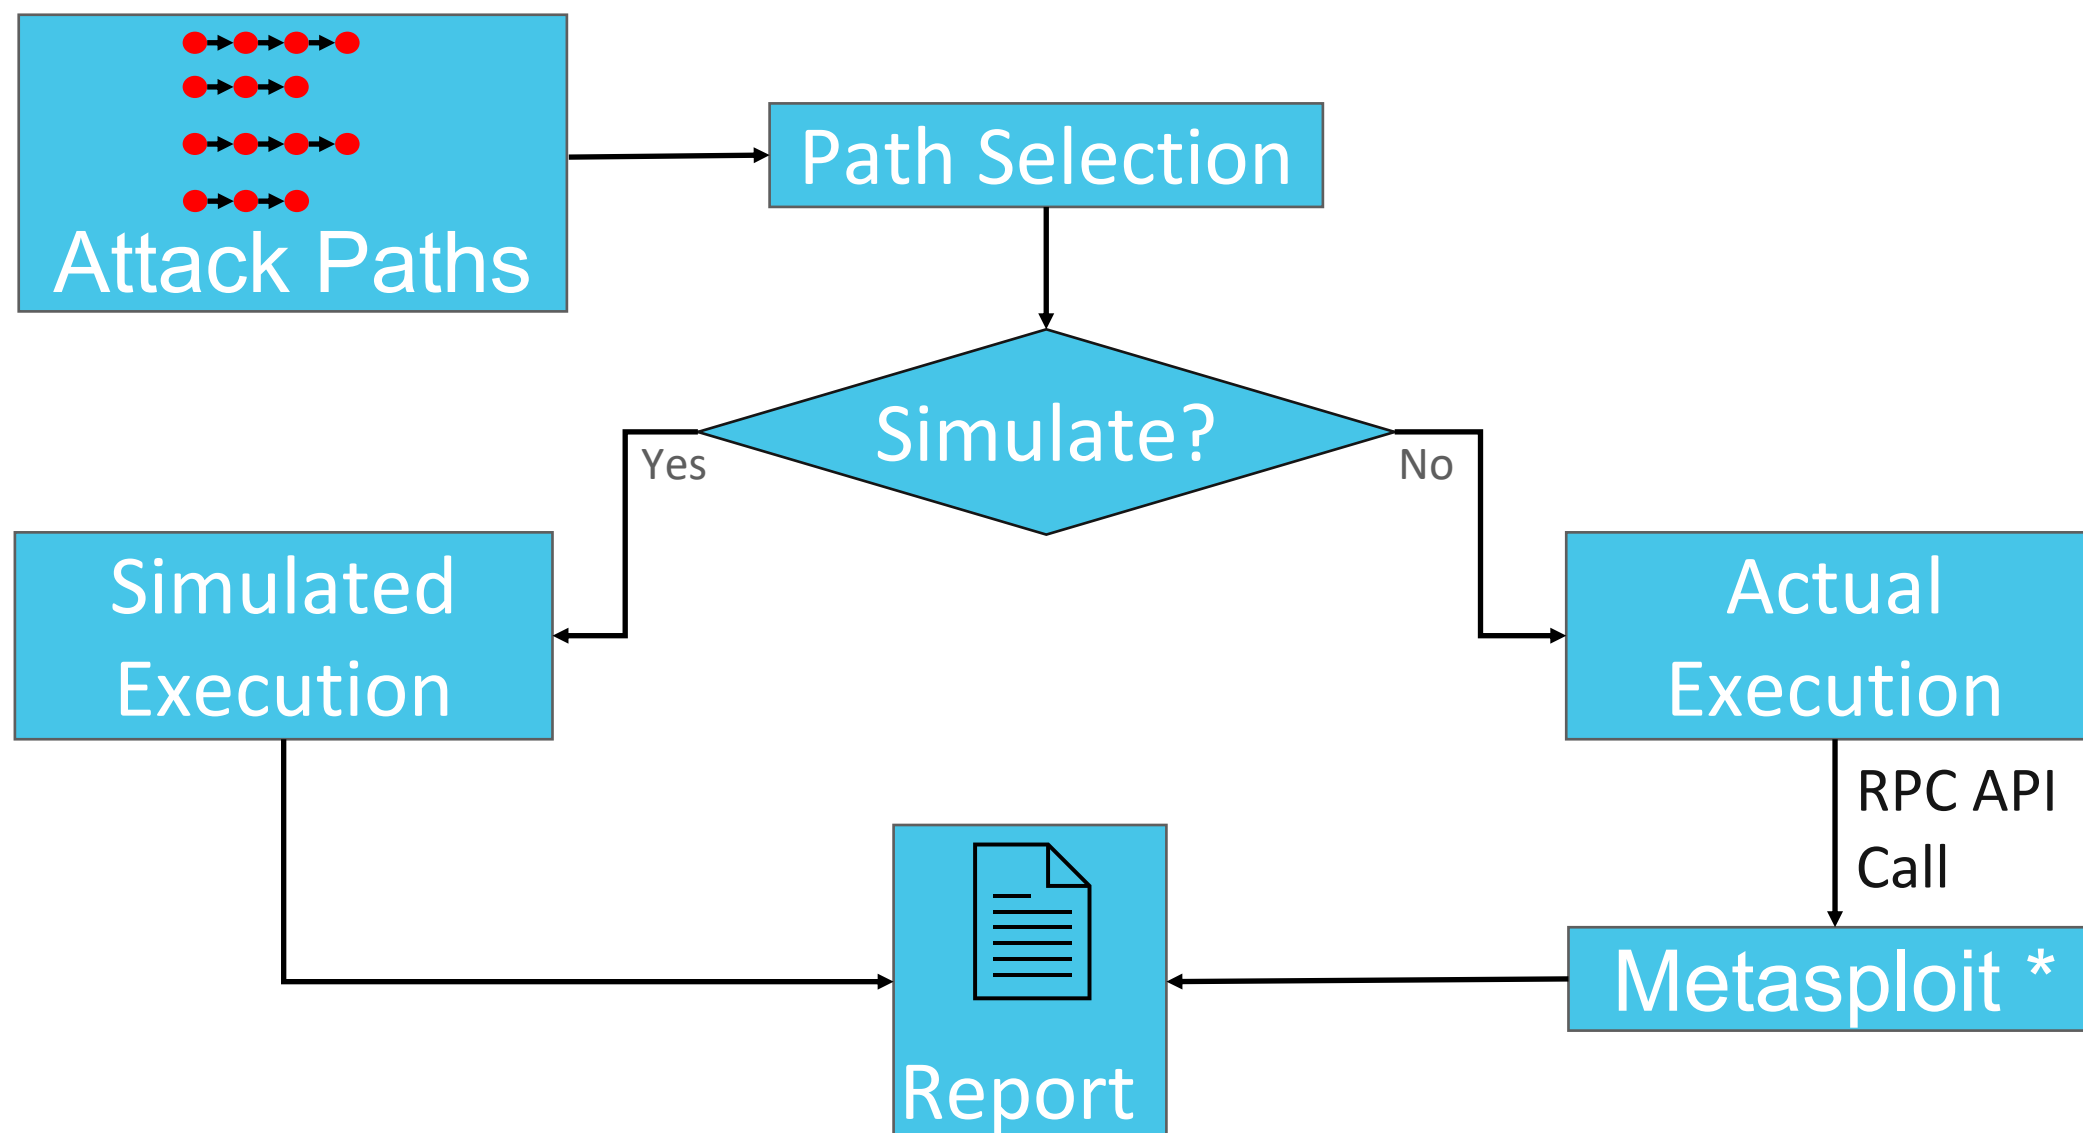 Attack Paths
Path Selection
Simulate?
Yes
No
Simulated
Execution
Actual
Execution
RPC API
Call
Metasploit *
Report